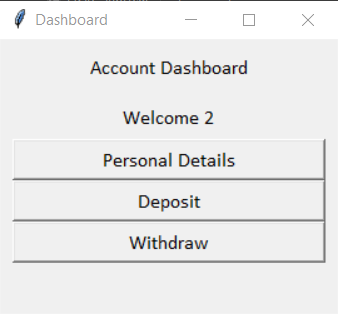 Dashboard
Account Dashboard
Welcome 2
Personal Details
Deposit
Withdraw